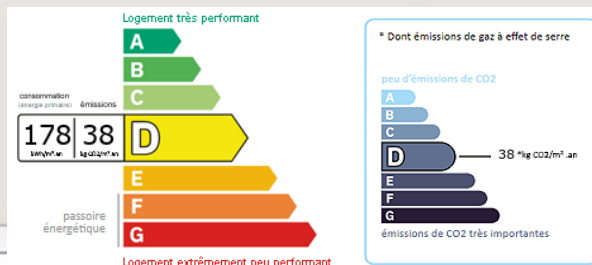 Logement très performant
A
B
C
consommation
(énergie primaire)
émissions
178
38
kWh/m².an
kg CO2/m².an
D
E
F
G
passoire
énergétique
Logement extrêmement peu performant
* Dont émissions de gaz à effet de serre
peu d'émissions de CO2
A
B
C
D
38 *kg CO2/m² .an
E
F
G
émissions de CO2 très importantes